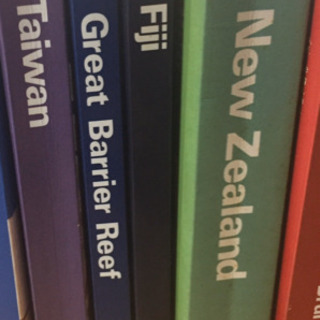 Taiwan
Great Barrier Reef
Fiji
New Zealand